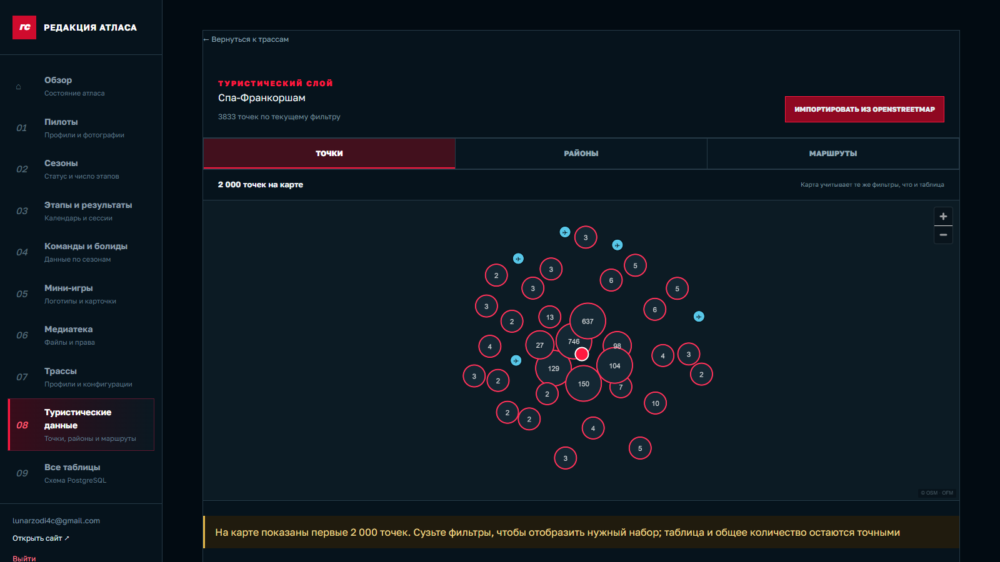 rc РЕДАКЦИЯ АТЛАСА
Обзор
Состояние атласа
01 Пилоты
Профили и фотографии
02 Сезоны
Статус и число этапов
03 Этапы и результаты
Календарь и сессии
04 Команды и болиды
Данные по сезонам
05 Мини-игры
Логотипы и карточки
06 Медиатека
Файлы и права
07 Трассы
Профили и конфигурации
08 Туристические
данные
Точки, районы и маршруты
09 Все таблицы
Схема PostgreSQL
lunarzodi4c@gmail.com
Открыть сайт ↗
Выйти
← Вернуться к трассам
ТУРИСТИЧЕСКИЙ СЛОЙ
Спа-Франкоршам
3833 точек по текущему фильтру
ИМПОРТИРОВАТЬ ИЗ OPENSTREETMAP
ТОЧКИ РАЙОНЫ МАРШРУТЫ
2 000 точек на карте
Карта учитывает те же фильтры, что и таблица
+
−
3
5
3
2
6
3
5
3
6
13
637
2
746
27
98
4
3
4
104
129
2
3
2
150
7
2
10
2
2
4
5
3
© OSM · OFM
На карте показаны первые 2 000 точек. Сузьте фильтры, чтобы отобразить нужный набор; таблица и общее количество остаются точными